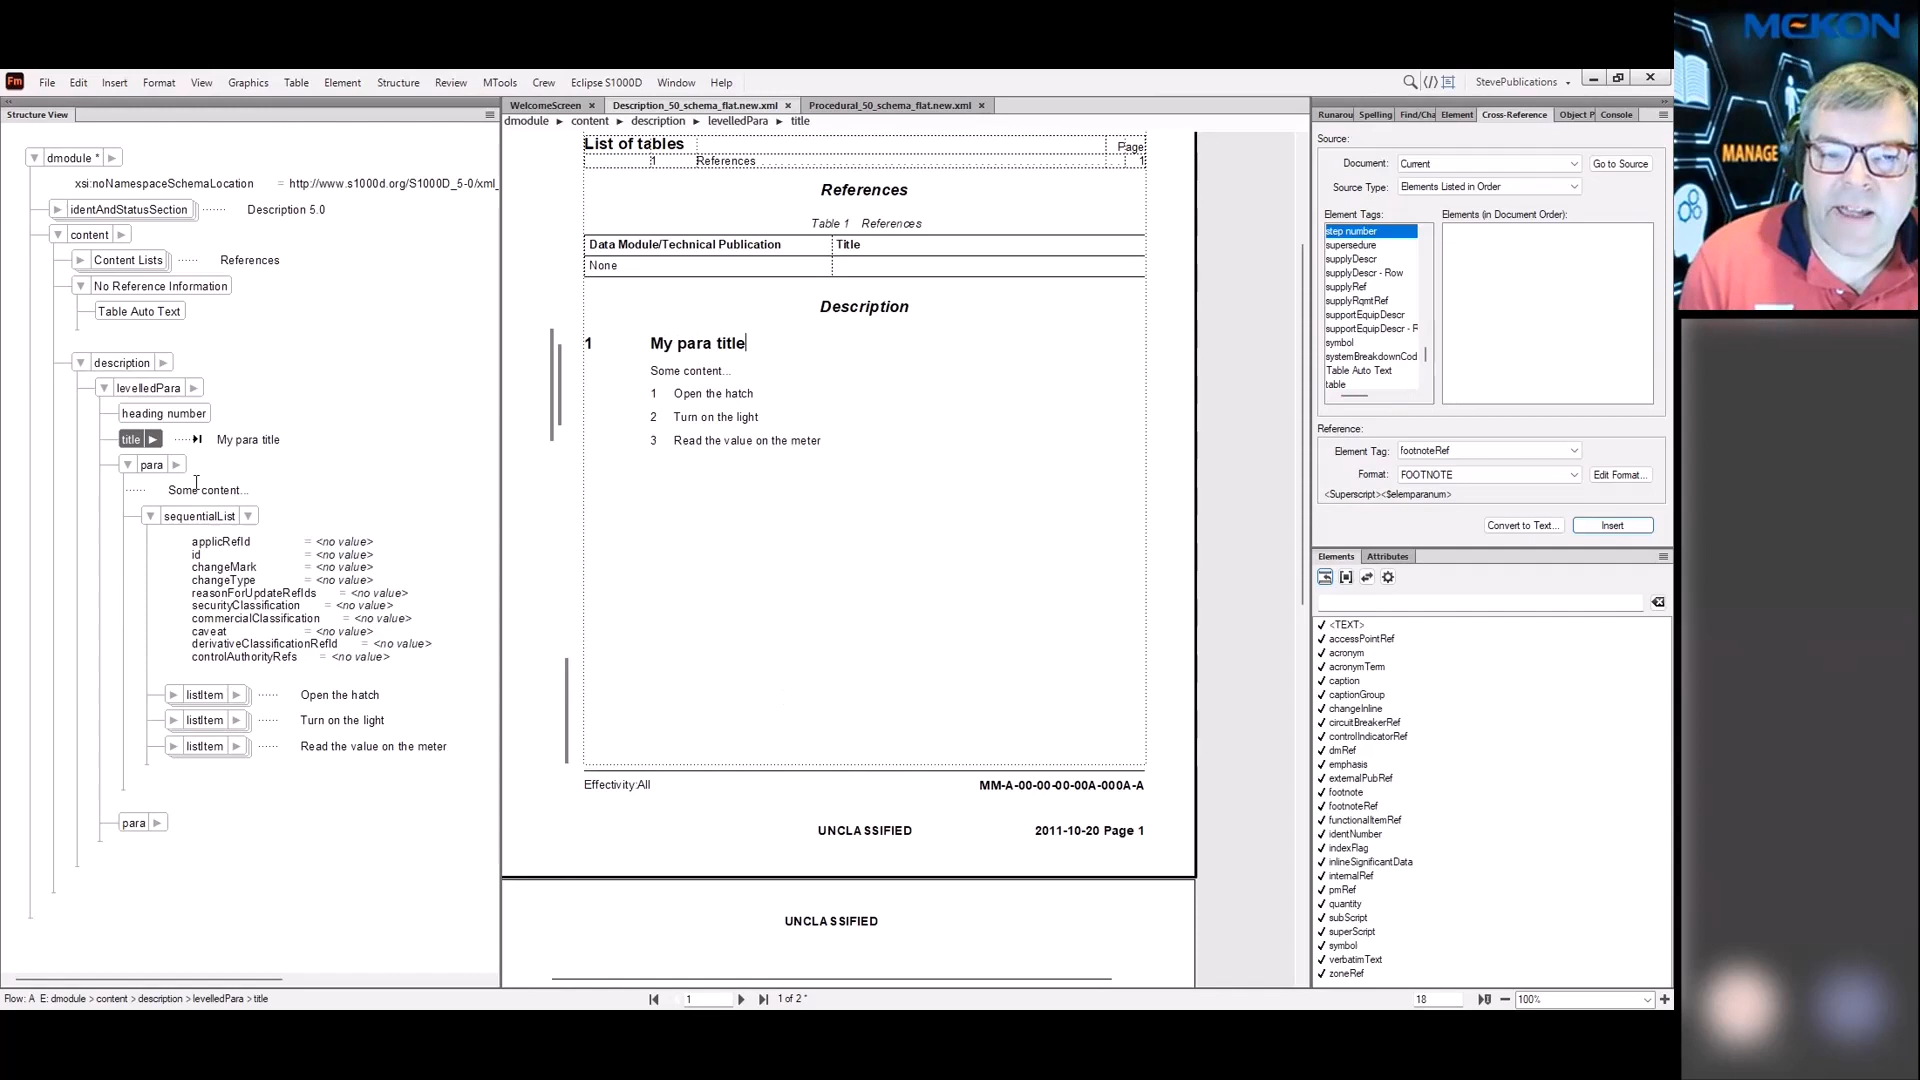 MEKON
MANAGE
Fm File Edit Insert Format View Graphics Table Element Structure Review MTools Crew Eclipse S1000D Window Help
StevePublications
Structure View
WelcomeScreen
Description_50_schema_flat.new.xml
Procedural_50_schema_flat.new.xml
dmodule content description levelledPara title
dmodule *
xsi:noNamespaceSchemaLocation = http://www.s1000d.org/S1000D_5-0/xml_
identAndStatusSection Description 5.0
content
Content Lists References
No Reference Information
Table Auto Text
description
levelledPara
heading number
title My para title
para
Some content...
sequentialList
applicRefId = <no value>
id = <no value>
changeMark = <no value>
changeType = <no value>
reasonForUpdateRefIds = <no value>
securityClassification = <no value>
commercialClassification = <no value>
caveat = <no value>
derivativeClassificationRefId = <no value>
controlAuthorityRefs = <no value>
listItem Open the hatch
listItem Turn on the light
listItem Read the value on the meter
para
List of tables Page
1 References 1
References
Table 1 References
Data Module/Technical Publication Title
None
Description
1 My para title
Some content...
1 Open the hatch
2 Turn on the light
3 Read the value on the meter
Effectivity:All MM-A-00-00-00-00A-000A-A
UNCLASSIFIED 2011-10-20 Page 1
UNCLASSIFIED
Runarou Spelling Find/Cha Element Cross-Reference Object P Console
Source:
Document: Current Go to Source
Source Type: Elements Listed in Order
Element Tags: Elements (in Document Order):
step number
supersedure
supplyDescr
supplyDescr - Row
supplyRef
supplyRqmtRef
supportEquipDescr
supportEquipDescr - F
symbol
systemBreakdownCod
Table Auto Text
table
Reference:
Element Tag: footnoteRef
Format: FOOTNOTE Edit Format...
<Superscript><$elemparanum>
Convert to Text... Insert
Elements Attributes
<TEXT>
accessPointRef
acronym
acronymTerm
caption
captionGroup
changeInline
circuitBreakerRef
controlIndicatorRef
dmRef
emphasis
externalPubRef
footnote
footnoteRef
functionalItemRef
identNumber
indexFlag
inlineSignificantData
internalRef
pmRef
quantity
subScript
superScript
symbol
verbatimText
zoneRef
Flow: A E: dmodule > content > description > levelledPara > title
1 1 of 2 * 18 100%